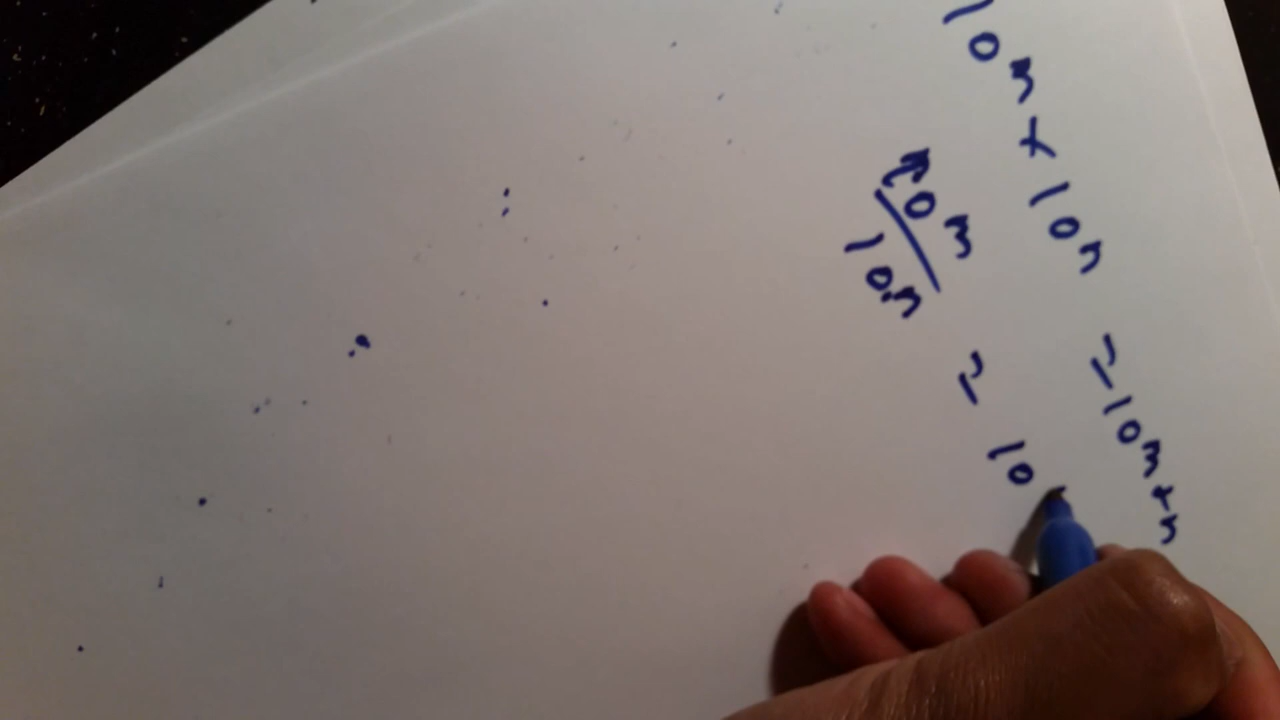 10ᵐ × 10ⁿ = 10ᵐ⁺ⁿ
10ᵐ/10ⁿ = 10